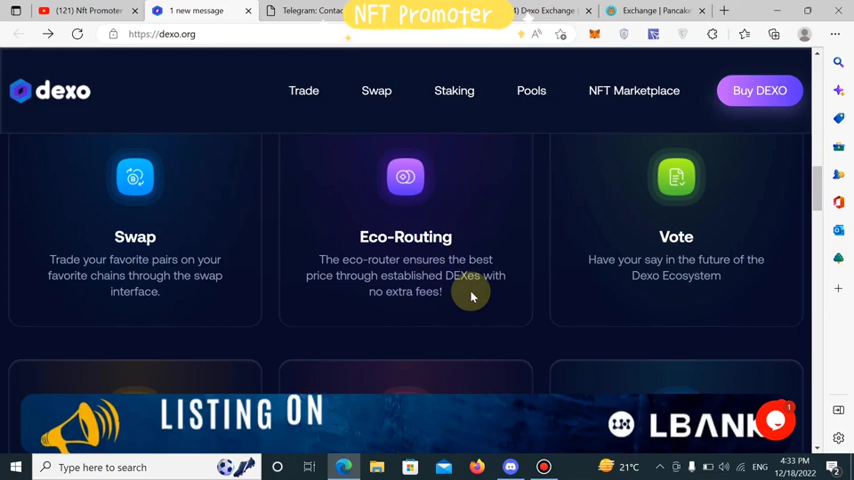 (121) Nft Promoter
1 new message
Telegram: Contac
NFT Promoter
Dexo Exchange
Exchange | Pancak
https://dexo.org
dexo
Trade
Swap
Staking
Pools
NFT Marketplace
Buy DEXO
Swap
Trade your favorite pairs on your
favorite chains through the swap
interface.
Eco-Routing
The eco-router ensures the best
price through established DEXes with
no extra fees!
Vote
Have your say in the future of the
Dexo Ecosystem
LISTING ON
LBANK
1
Type here to search
21°C
ENG
4:33 PM
12/18/2022
2